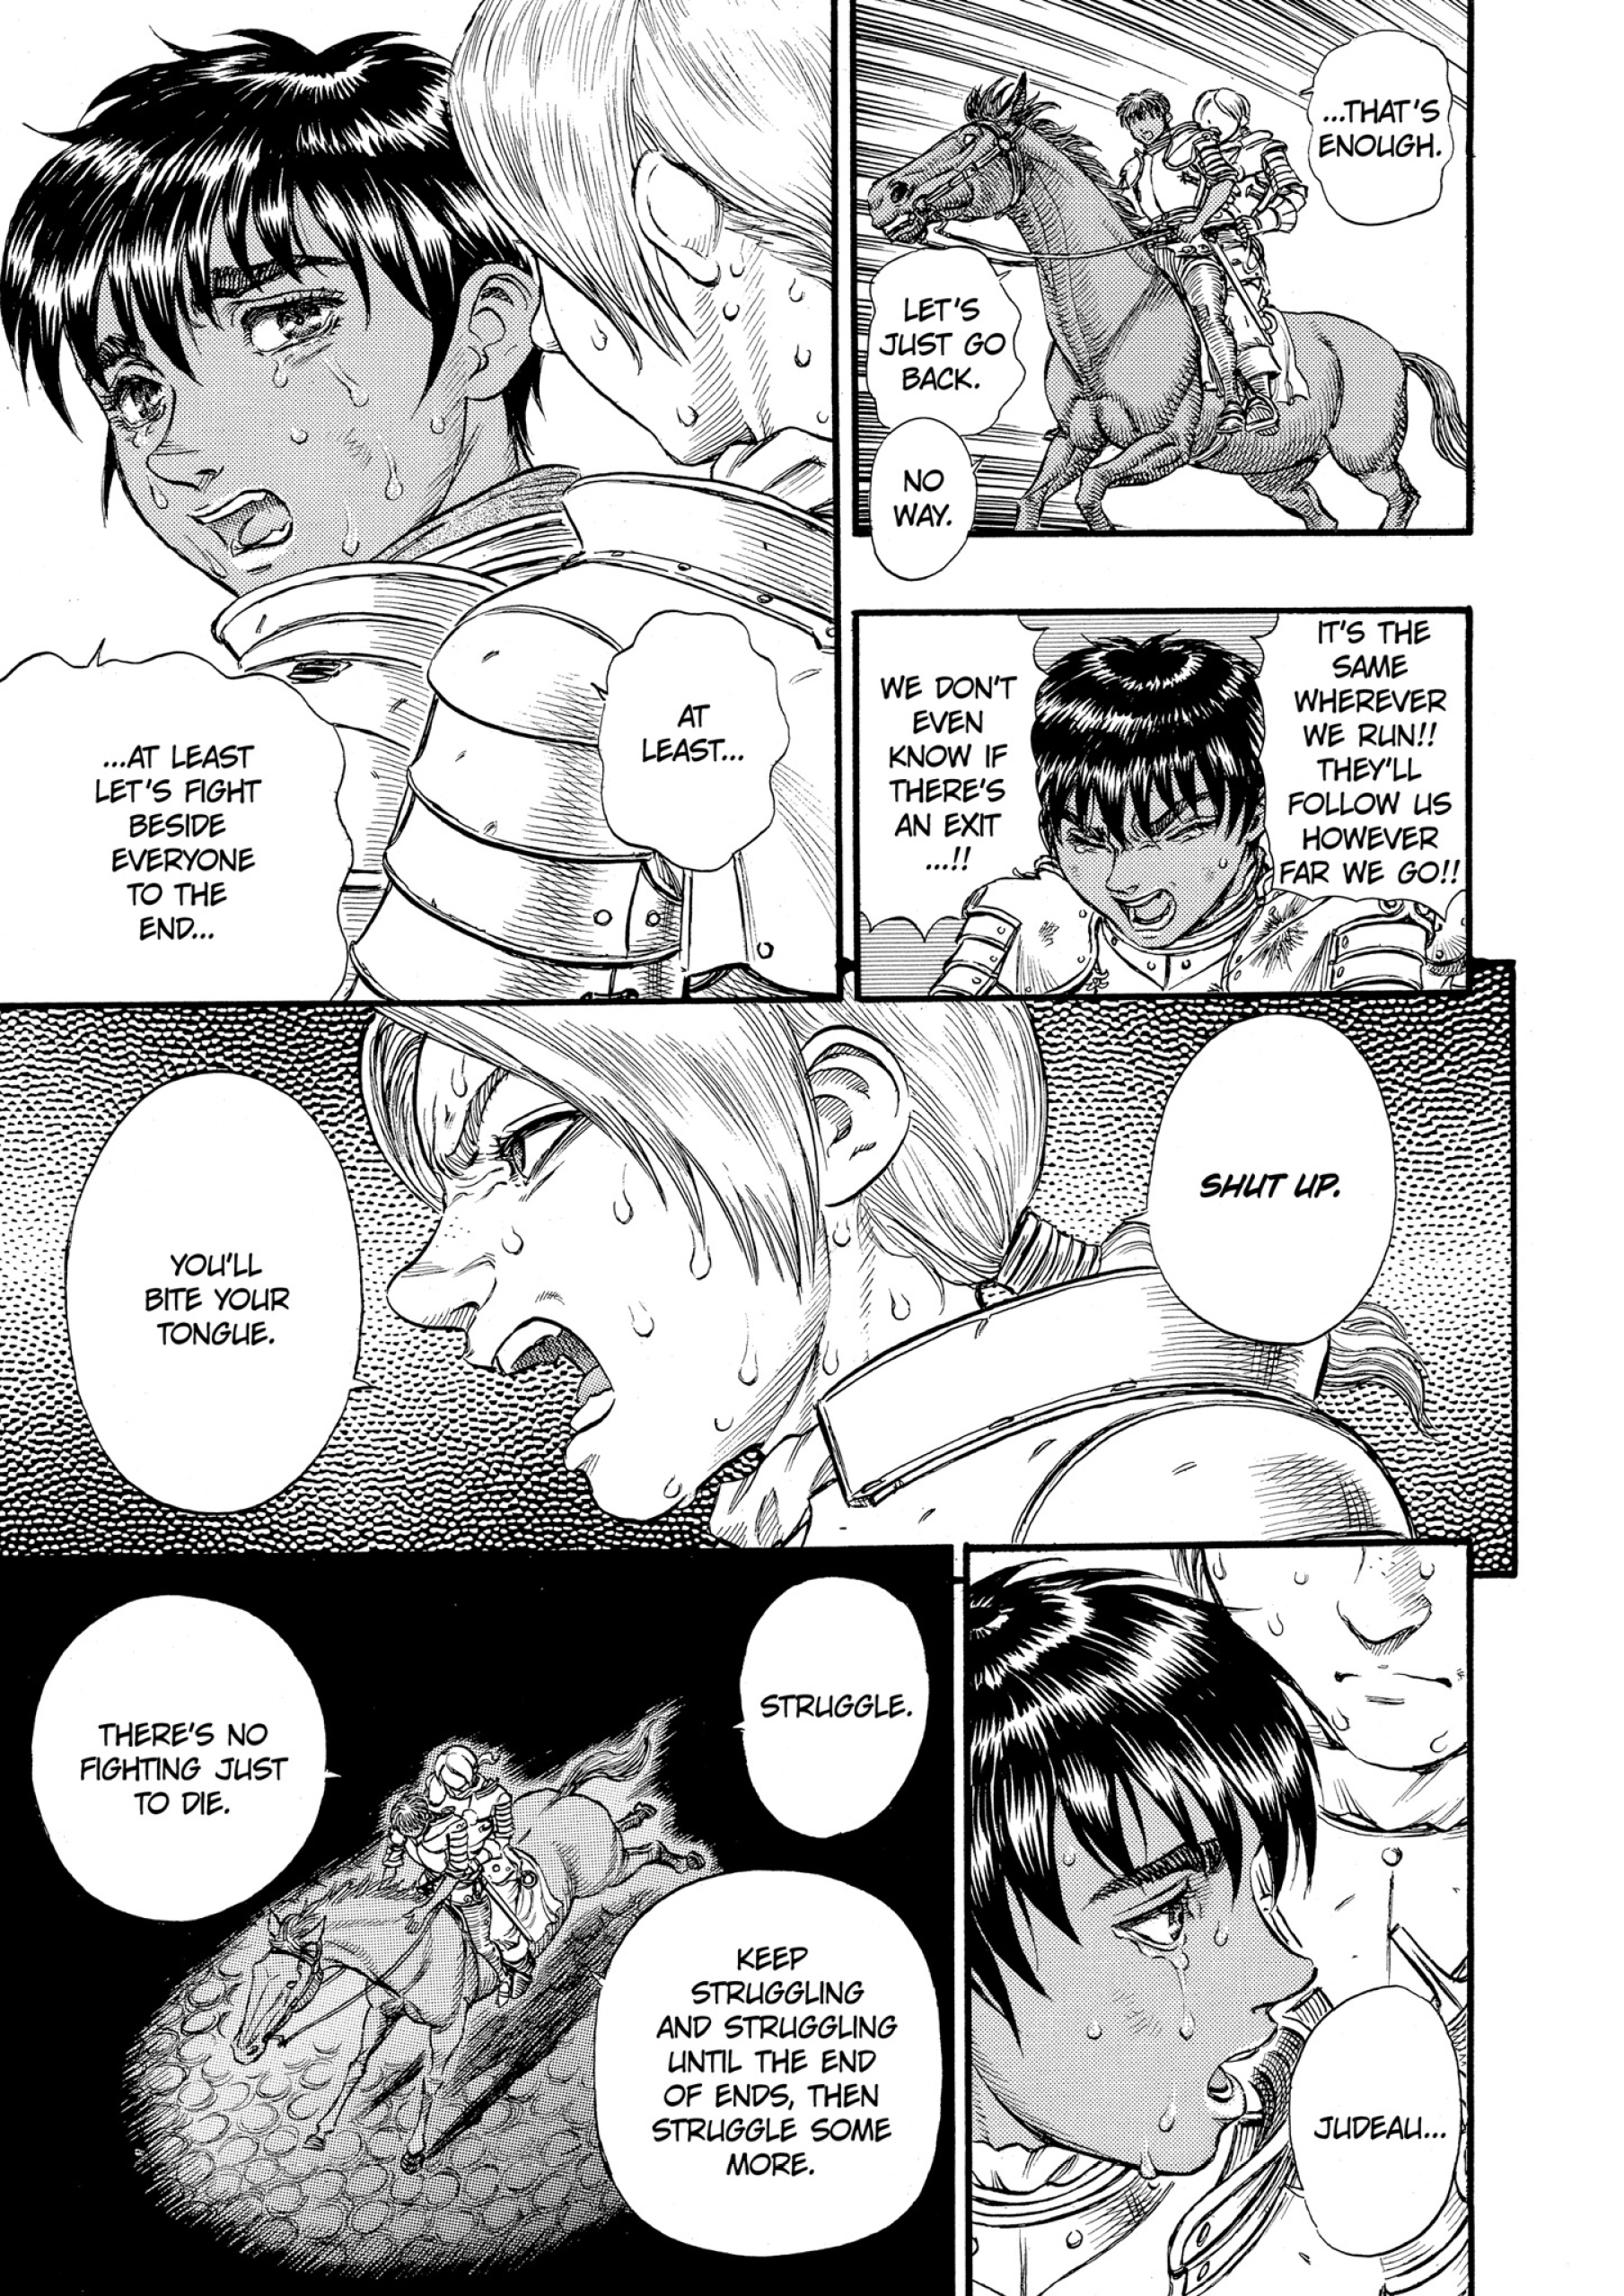 ...THAT'S
ENOUGH.
LET'S
JUST GO
BACK.
NO
WAY.
IT'S THE
SAME
WHEREVER
WE RUN!!
THEY'LL
FOLLOW US
HOWEVER
FAR WE GO!!
WE DON'T
EVEN
KNOW IF
THERE'S
AN EXIT
...!!
AT
LEAST...
...AT LEAST
LET'S FIGHT
BESIDE
EVERYONE
TO THE
END...
SHUT UP.
YOU'LL
BITE YOUR
TONGUE.
JUDEAU...
STRUGGLE.
KEEP
STRUGGLING
AND STRUGGLING
UNTIL THE END
OF ENDS, THEN
STRUGGLE SOME
MORE.
THERE'S NO
FIGHTING JUST
TO DIE.